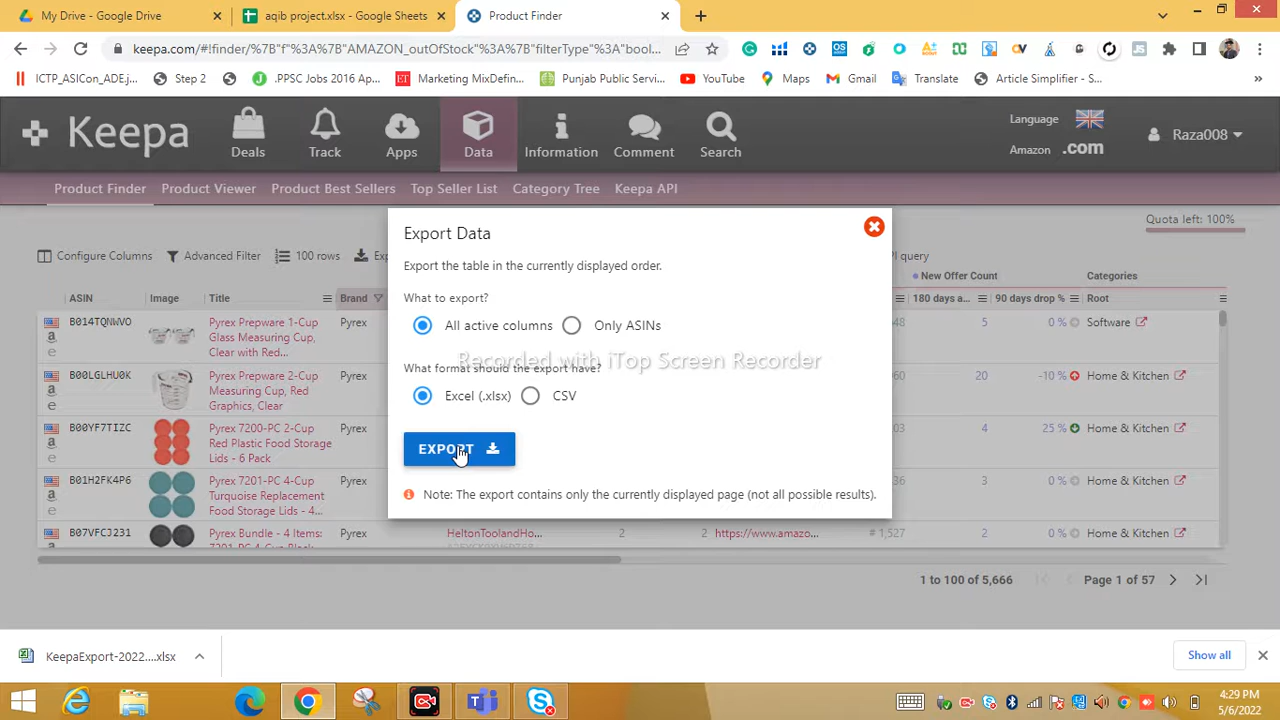 My Drive - Google Drive
aqib project.xlsx - Google Sheets
Product Finder
keepa.com/#!finder/%7B"f"%3A%7B"AMAZON_outOfStock"%3A%7B"filterType"%3A"bool...
ICTP_ASICon_ADE.j...
Step 2
.PPSC Jobs 2016 Ap...
Marketing MixDefin...
Punjab Public Servi...
YouTube
Maps
Gmail
Translate
Article Simplifier - S...
Keepa
Deals
Track
Apps
Data
Information
Comment
Search
Language
Amazon .com
Raza008
Product Finder
Product Viewer
Product Best Sellers
Top Seller List
Category Tree
Keepa API
Quota left: 100%
Configure Columns
Advanced Filter
100 rows
Export Data
Export the table in the currently displayed order.
What to export?
All active columns
Only ASINs
What format should the export have?
Recorded with iTop Screen Recorder
Excel (.xlsx)
CSV
EXPORT
Note: The export contains only the currently displayed page (not all possible results).
I query
New Offer Count
Categories
ASIN
Image
Title
Brand
180 days a...
90 days drop %
Root
B014TQNWVO
Pyrex Prepware 1-Cup
Glass Measuring Cup,
Clear with Red...
Pyrex
5
0 %
Software
B00LGLHU0K
Pyrex Prepware 2-Cup
Measuring Cup, Red
Graphics, Clear
Pyrex
20
-10 %
Home & Kitchen
B00YF7TIZC
Pyrex 7200-PC 2-Cup
Red Plastic Food Storage
Lids - 6 Pack
Pyrex
4
25 %
Home & Kitchen
B01H2FK4P6
Pyrex 7201-PC 4-Cup
Turquoise Replacement
Food Storage Lids - 4...
Pyrex
3
0 %
Home & Kitchen
B07VFCJ231
Pyrex Bundle - 4 Items:
Pyrex
HeltonToolandHo...
2
2
https://www.amazo...
# 1,527
2
0 %
Home & Kitchen
1 to 100 of 5,666
Page 1 of 57
KeepaExport-2022....xlsx
Show all
4:29 PM
5/6/2022